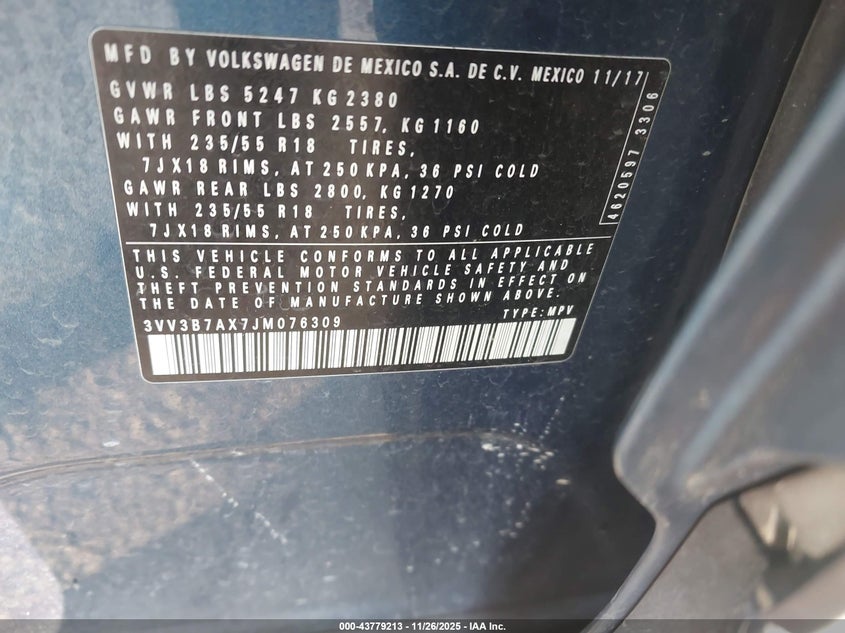 MFD BY VOLKSWAGEN DE MEXICO S.A. DE C.V. MEXICO 11/17
GVWR LBS 5247 KG 2380
GAWR FRONT LBS 2557, KG 1160
WITH 235/55 R18 TIRES,
7JX18 RIMS, AT 250 KPA, 36 PSI COLD
GAWR REAR LBS 2800, KG 1270
WITH 235/55 R18 TIRES,
7JX18 RIMS, AT 250 KPA, 36 PSI COLD
4620597 3306
THIS VEHICLE CONFORMS TO ALL APPLICABLE
U.S. FEDERAL MOTOR VEHICLE SAFETY AND
THEFT PREVENTION STANDARDS IN EFFECT ON
THE DATE OF MANUFACTURE SHOWN ABOVE.
3VV3B7AX7JM076309 TYPE: MPV
000-43779213 - 11/26/2025 - IAA Inc.